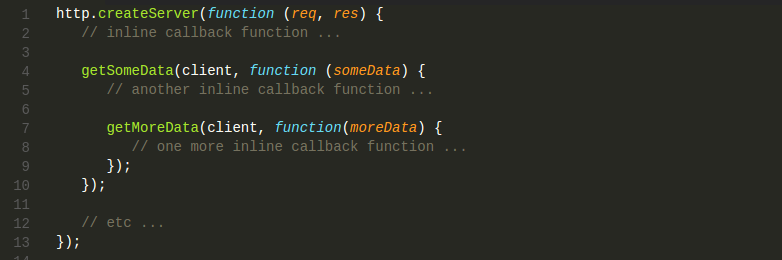 1 http.createServer(function (req, res) {
2    // inline callback function ...
3
4    getSomeData(client, function (someData) {
5       // another inline callback function ...
6
7       getMoreData(client, function(moreData) {
8          // one more inline callback function ...
9       });
10    });
11
12    // etc ...
13 });